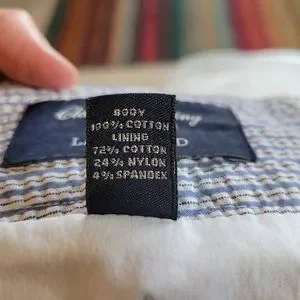 BODY
100% COTTON
LINING
72% COTTON
24% NYLON
4% SPANDEX